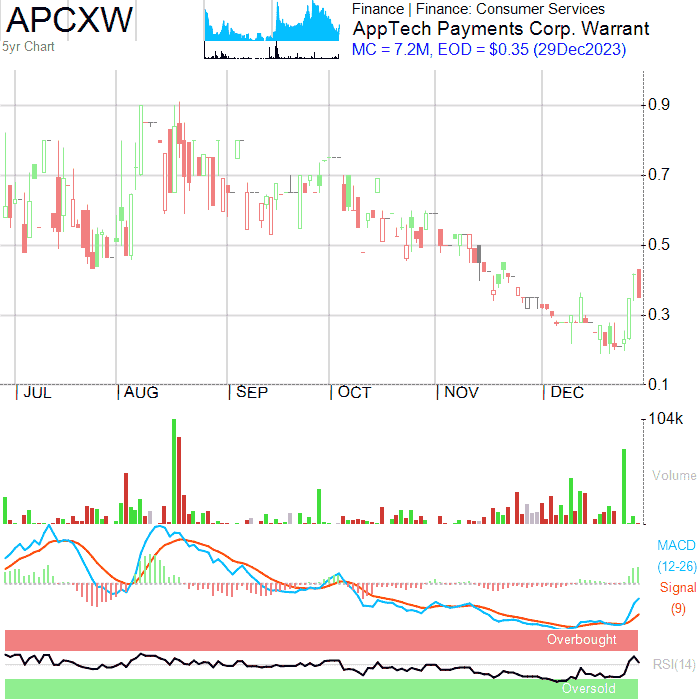 APCXW
5yr Chart
Finance | Finance: Consumer Services
AppTech Payments Corp. Warrant
MC = 7.2M, EOD = $0.35 (29Dec2023)
0.9
0.7
0.5
0.3
0.1
JUL AUG SEP OCT NOV DEC
104k
Volume
MACD
(12-26)
Signal
(9)
Overbought
RSI(14)
Oversold